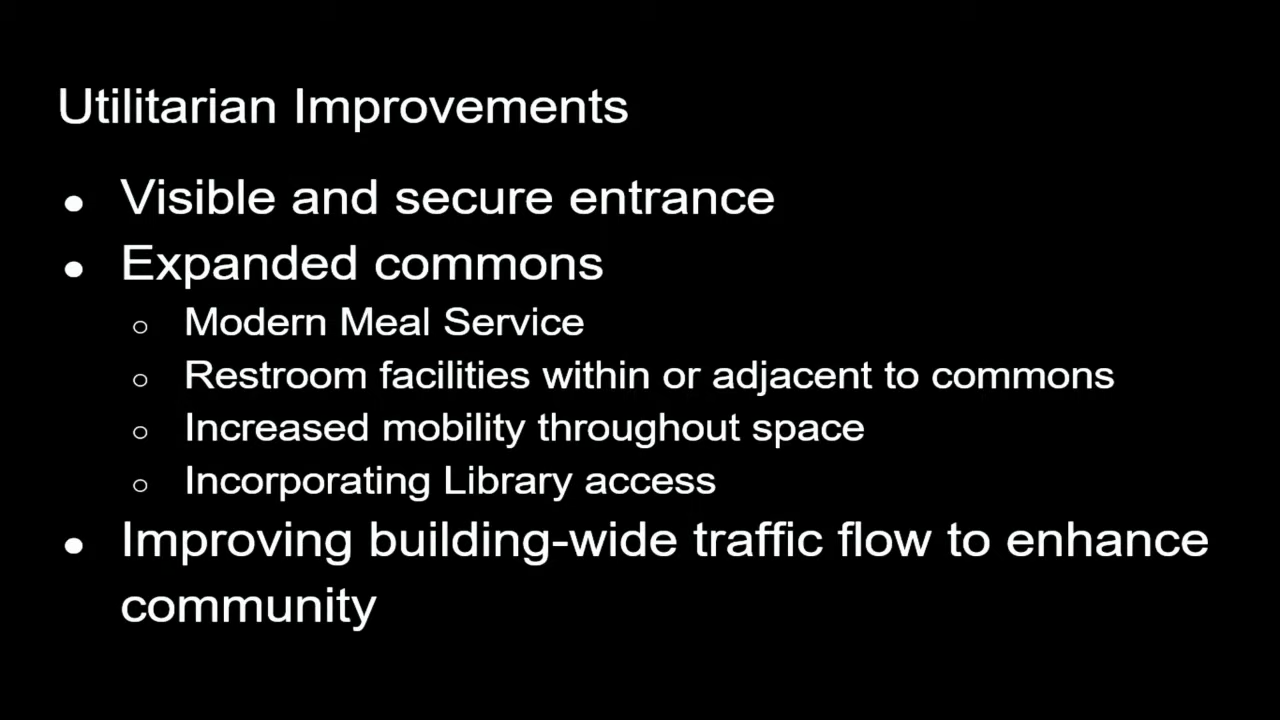 Utilitarian Improvements
● Visible and secure entrance
● Expanded commons
○ Modern Meal Service
○ Restroom facilities within or adjacent to commons
○ Increased mobility throughout space
○ Incorporating Library access
● Improving building-wide traffic flow to enhance
community